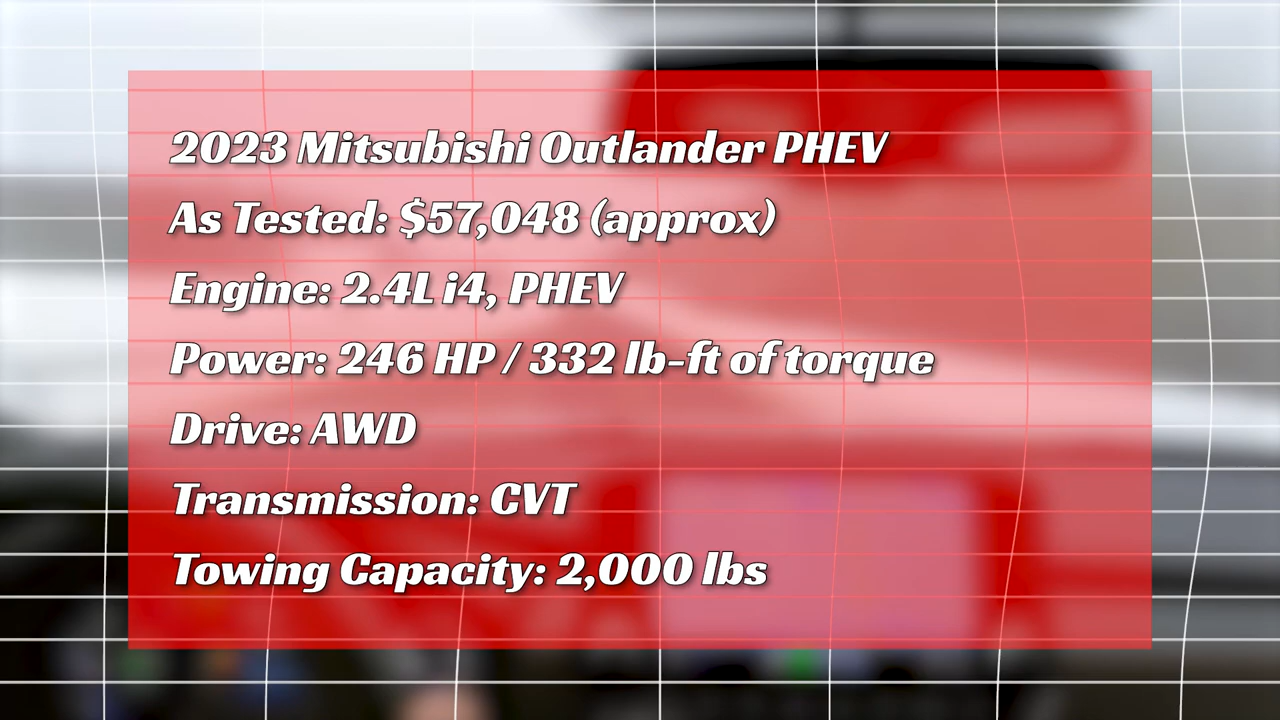 2023 Mitsubishi Outlander PHEV
As Tested: $57,048 (approx)
Engine: 2.4L i4, PHEV
Power: 246 HP / 332 lb-ft of torque
Drive: AWD
Transmission: CVT
Towing Capacity: 2,000 lbs